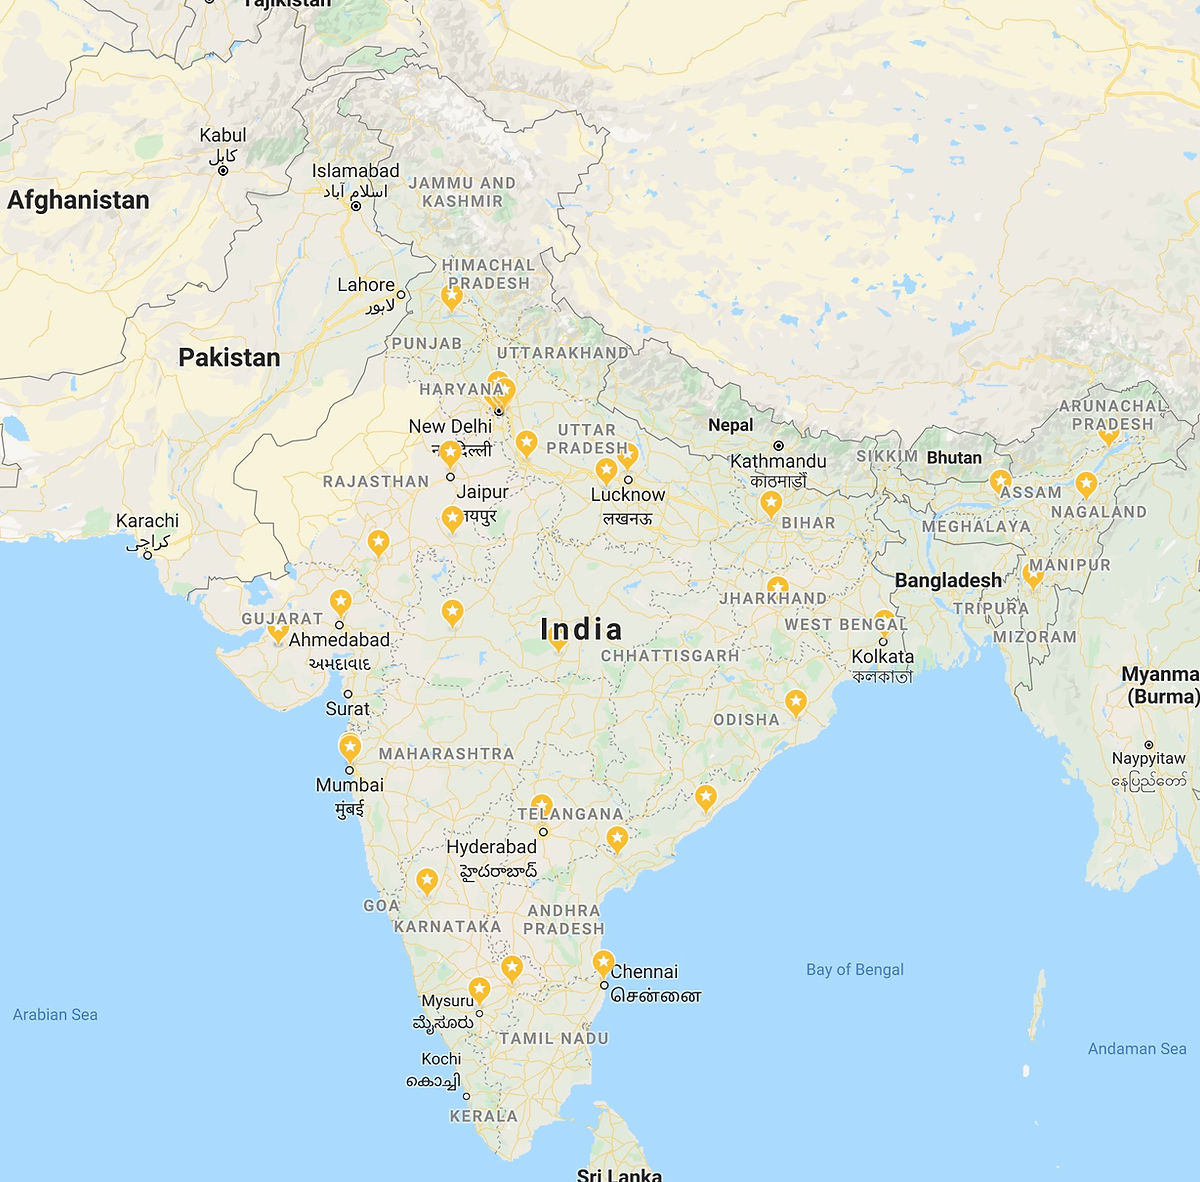 Tajikistan
Kabul
کابل
Islamabad
اسلام آباد
Afghanistan
JAMMU AND
KASHMIR
HIMACHAL
PRADESH
Lahore
لاہور
PUNJAB
Pakistan
UTTARAKHAND
HARYANA
New Delhi
दिल्ली
UTTAR
PRADESH
Nepal
Kathmandu
काठमाडौं
SIKKIM
Bhutan
ARUNACHAL
PRADESH
RAJASTHAN
Jaipur
यपुर
Lucknow
लखनऊ
BIHAR
ASSAM
NAGALAND
MEGHALAYA
Karachi
کراچی
MANIPUR
Bangladesh
JHARKHAND
TRIPURA
GUJARAT
Ahmedabad
અમદાવાદ
India
WEST BENGAL
MIZORAM
CHHATTISGARH
Kolkata
কলকাতা
Myanma
(Burma)
Surat
ODISHA
MAHARASHTRA
Mumbai
मुंबई
Naypyitaw
နေပြည်တော်
TELANGANA
Hyderabad
హైదరాబాద్
GOA
KARNATAKA
ANDHRA
PRADESH
Chennai
சென்னை
Bay of Bengal
Arabian Sea
Mysuru
ಮೈಸೂರು
TAMIL NADU
Andaman Sea
Kochi
കൊച്ചി
KERALA
Sri Lanka